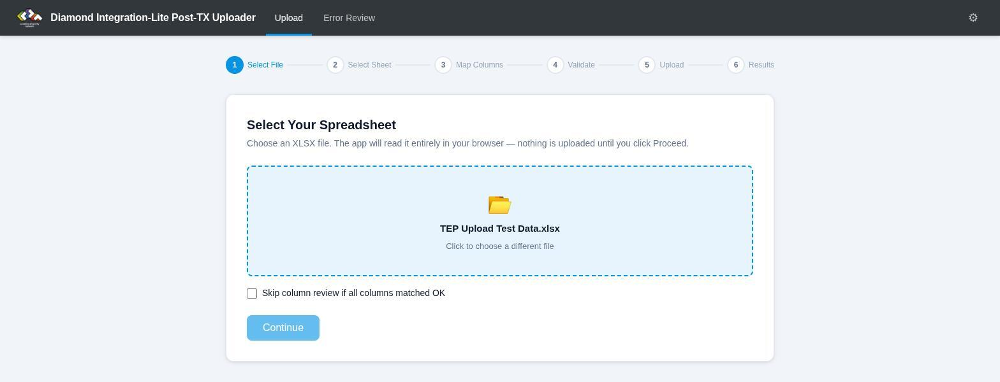 creative diversity
network
Diamond Integration-Lite Post-TX Uploader
Upload
Error Review
1 Select File
2 Select Sheet
3 Map Columns
4 Validate
5 Upload
6 Results
Select Your Spreadsheet
Choose an XLSX file. The app will read it entirely in your browser — nothing is uploaded until you click Proceed.
TEP Upload Test Data.xlsx
Click to choose a different file
Skip column review if all columns matched OK
Continue